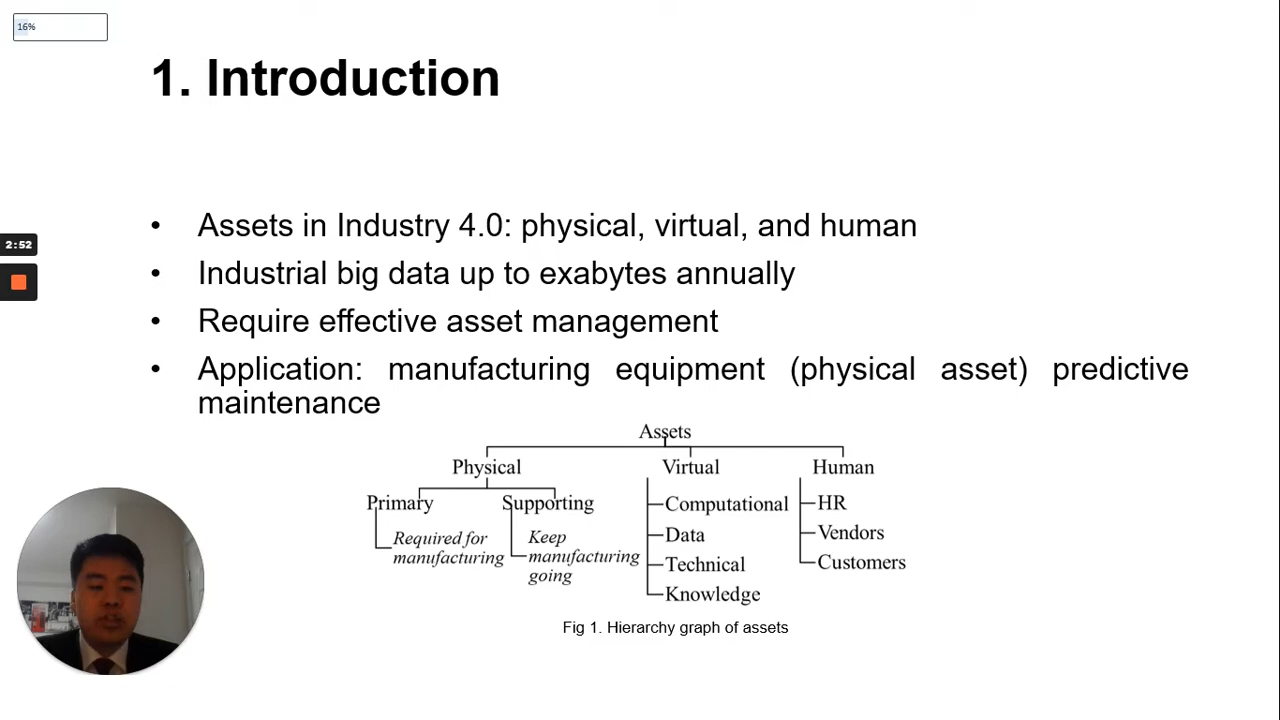 16%
1. Introduction
• Assets in Industry 4.0: physical, virtual, and human
2:52
• Industrial big data up to exabytes annually
• Require effective asset management
• Application: manufacturing equipment (physical asset) predictive
maintenance
Assets
Physical Virtual Human
Primary Supporting
Required for
manufacturing
Keep
manufacturing
going
Computational
Data
Technical
Knowledge
HR
Vendors
Customers
Fig 1. Hierarchy graph of assets